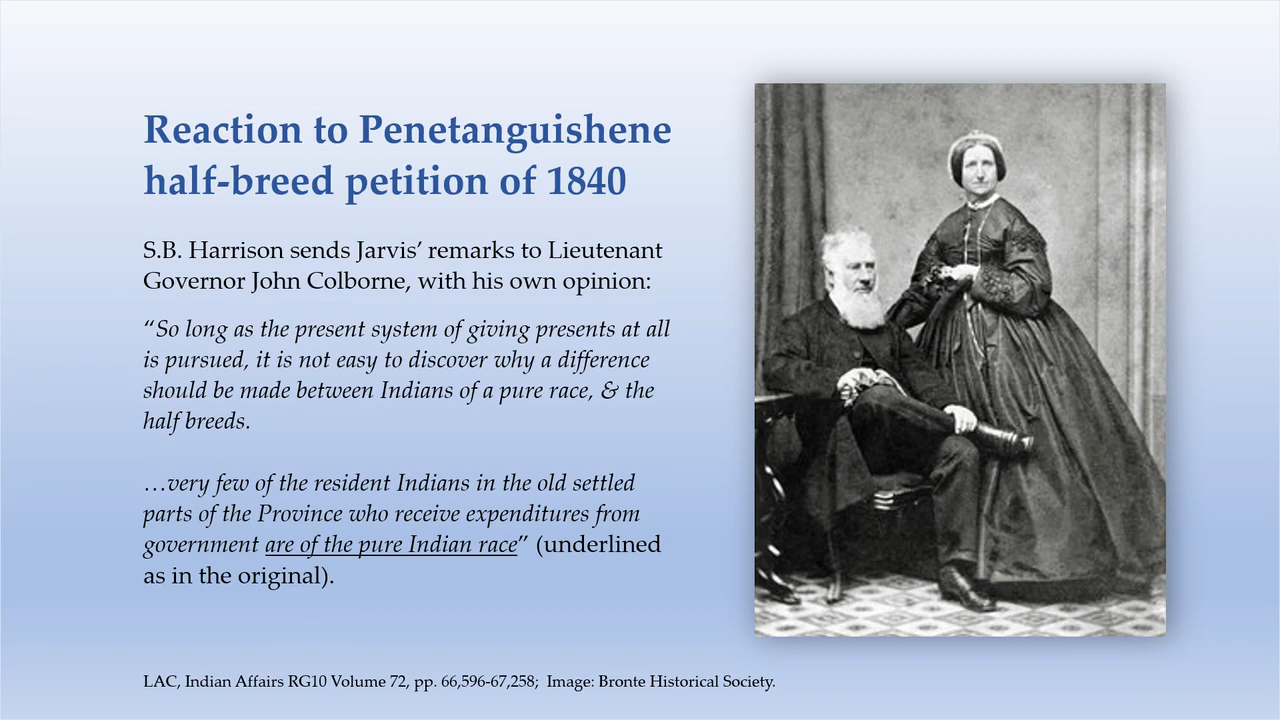 Reaction to Penetanguishene
half-breed petition of 1840
S.B. Harrison sends Jarvis’ remarks to Lieutenant
Governor John Colborne, with his own opinion:
“So long as the present system of giving presents at all
is pursued, it is not easy to discover why a difference
should be made between Indians of a pure race, & the
half breeds.
…very few of the resident Indians in the old settled
parts of the Province who receive expenditures from
government are of the pure Indian race” (underlined
as in the original).
LAC, Indian Affairs RG10 Volume 72, pp. 66,596-67,258; Image: Bronte Historical Society.